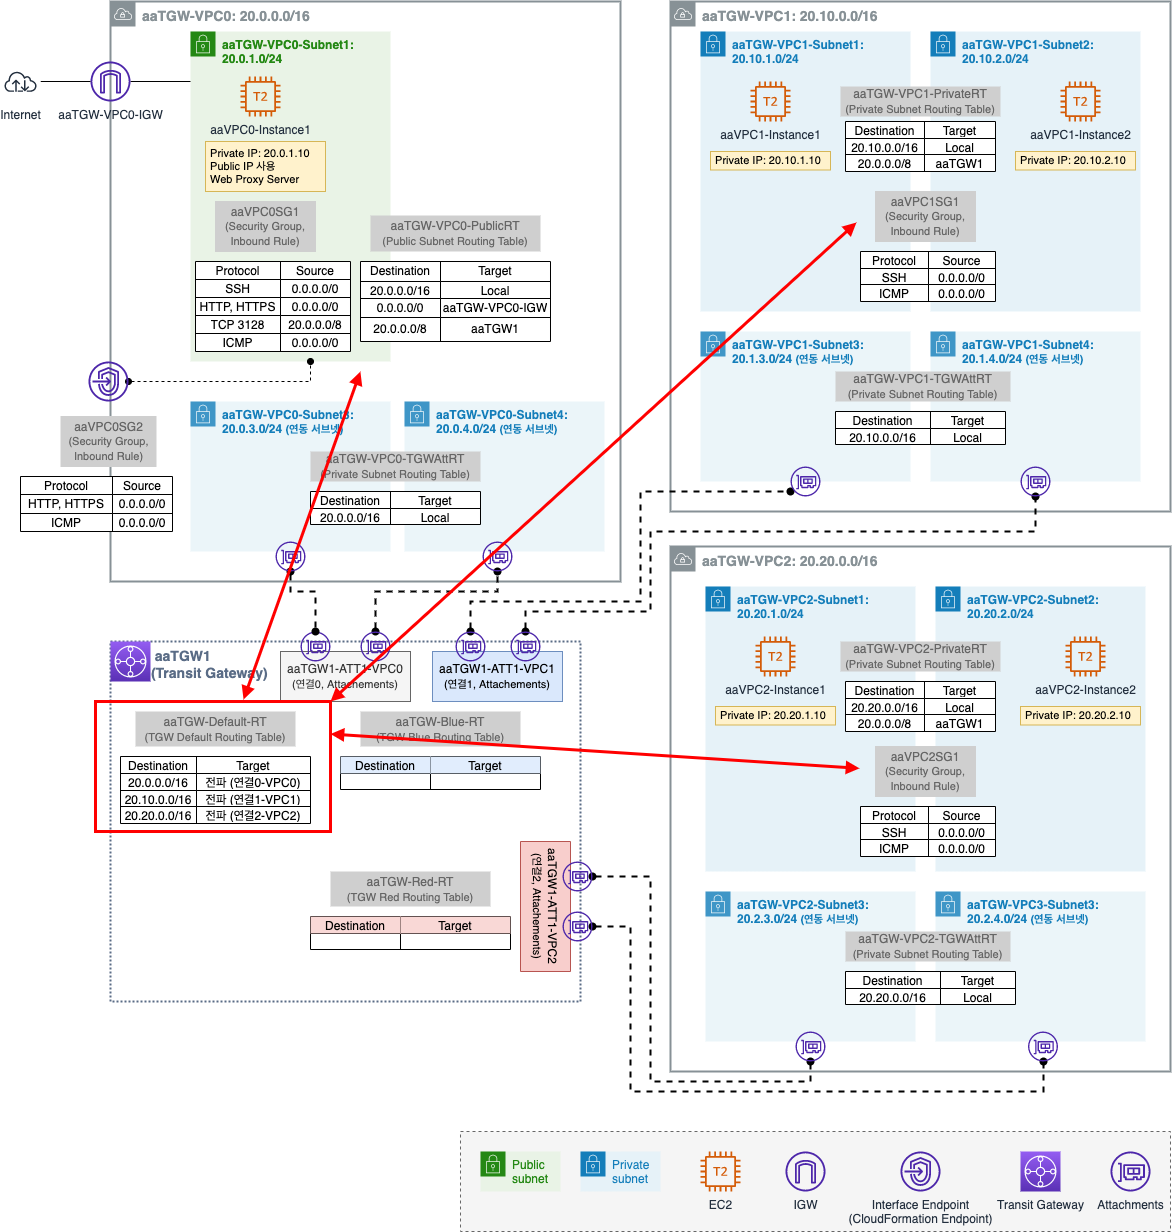 aaTGW-VPC0: 20.0.0.0/16
aaTGW-VPC0-Subnet1:
20.0.1.0/24
Internet
aaTGW-VPC0-IGW
T2
aaVPC0-Instance1
Private IP: 20.0.1.10
Public IP 사용
Web Proxy Server
aaVPC0SG1
(Security Group,
Inbound Rule)
Protocol Source
SSH 0.0.0.0/0
HTTP, HTTPS 0.0.0.0/0
TCP 3128 20.0.0.0/8
ICMP 0.0.0.0/0
aaTGW-VPC0-PublicRT
(Public Subnet Routing Table)
Destination Target
20.0.0.0/16 Local
0.0.0.0/0 aaTGW-VPC0-IGW
20.0.0.0/8 aaTGW1
aaVPC0SG2
(Security Group,
Inbound Rule)
Protocol Source
HTTP, HTTPS 0.0.0.0/0
ICMP 0.0.0.0/0
aaTGW-VPC0-Subnet3:
20.0.3.0/24 (연동 서브넷)
aaTGW-VPC0-Subnet4:
20.0.4.0/24 (연동 서브넷)
aaTGW-VPC0-TGWAttRT
(Private Subnet Routing Table)
Destination Target
20.0.0.0/16 Local
aaTGW-VPC1: 20.10.0.0/16
aaTGW-VPC1-Subnet1:
20.10.1.0/24
aaTGW-VPC1-Subnet2:
20.10.2.0/24
T2
aaVPC1-Instance1
Private IP: 20.10.1.10
aaTGW-VPC1-PrivateRT
(Private Subnet Routing Table)
Destination Target
20.10.0.0/16 Local
20.0.0.0/8 aaTGW1
T2
aaVPC1-Instance2
Private IP: 20.10.2.10
aaVPC1SG1
(Security Group,
Inbound Rule)
Protocol Source
SSH 0.0.0.0/0
ICMP 0.0.0.0/0
aaTGW-VPC1-Subnet3:
20.1.3.0/24 (연동 서브넷)
aaTGW-VPC1-Subnet4:
20.1.4.0/24 (연동 서브넷)
aaTGW-VPC1-TGWAttRT
(Private Subnet Routing Table)
Destination Target
20.10.0.0/16 Local
aaTGW-VPC2: 20.20.0.0/16
aaTGW-VPC2-Subnet1:
20.20.1.0/24
aaTGW-VPC2-Subnet2:
20.20.2.0/24
T2
aaVPC2-Instance1
Private IP: 20.20.1.10
aaTGW-VPC2-PrivateRT
(Private Subnet Routing Table)
Destination Target
20.20.0.0/16 Local
20.0.0.0/8 aaTGW1
T2
aaVPC2-Instance2
Private IP: 20.20.2.10
aaVPC2SG1
(Security Group,
Inbound Rule)
Protocol Source
SSH 0.0.0.0/0
ICMP 0.0.0.0/0
aaTGW-VPC2-Subnet3:
20.2.3.0/24 (연동 서브넷)
aaTGW-VPC3-Subnet3:
20.2.4.0/24 (연동 서브넷)
aaTGW-VPC2-TGWAttRT
(Private Subnet Routing Table)
Destination Target
20.20.0.0/16 Local
aaTGW1
(Transit Gateway)
aaTGW1-ATT1-VPC0
(연결0, Attachements)
aaTGW1-ATT1-VPC1
(연결1, Attachements)
aaTGW-Default-RT
(TGW Default Routing Table)
Destination Target
20.0.0.0/16 전파 (연결0-VPC0)
20.10.0.0/16 전파 (연결1-VPC1)
20.20.0.0/16 전파 (연결2-VPC2)
aaTGW-Blue-RT
(TGW Blue Routing Table)
Destination Target
aaTGW-Red-RT
(TGW Red Routing Table)
Destination Target
aaTGW1-ATT1-VPC2
(연결2, Attachements)
Public
subnet
Private
subnet
T2
EC2
IGW
Interface Endpoint
(CloudFormation Endpoint)
Transit Gateway
Attachments